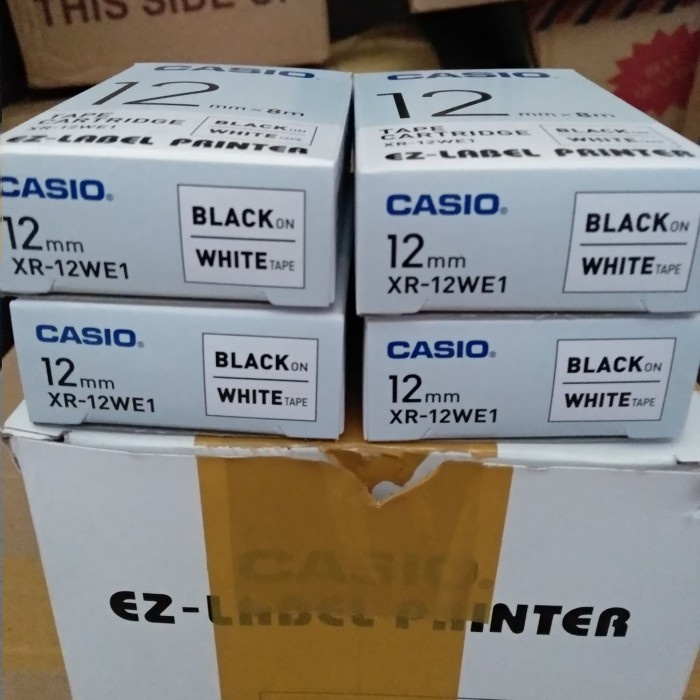 THIS SIDE
CASIO
12 mm × 8m
TAPE
CARTRIDGE
XR-12WE1
BLACK ON
WHITE TAPE
EZ-LABEL PRINTER
CASIO
12 mm × 8m
TAPE
CARTRIDGE
XR-12WE1
BLACK ON
WHITE TAPE
EZ-LABEL PRINTER
CASIO®
12mm
XR-12WE1
BLACK ON
WHITE TAPE
CASIO®
12mm
XR-12WE1
BLACK ON
WHITE TAPE
CASIO®
12mm
XR-12WE1
BLACK ON
WHITE TAPE
CASIO®
12mm
XR-12WE1
BLACK ON
WHITE TAPE
CASIO®
EZ-LABEL PRINTER